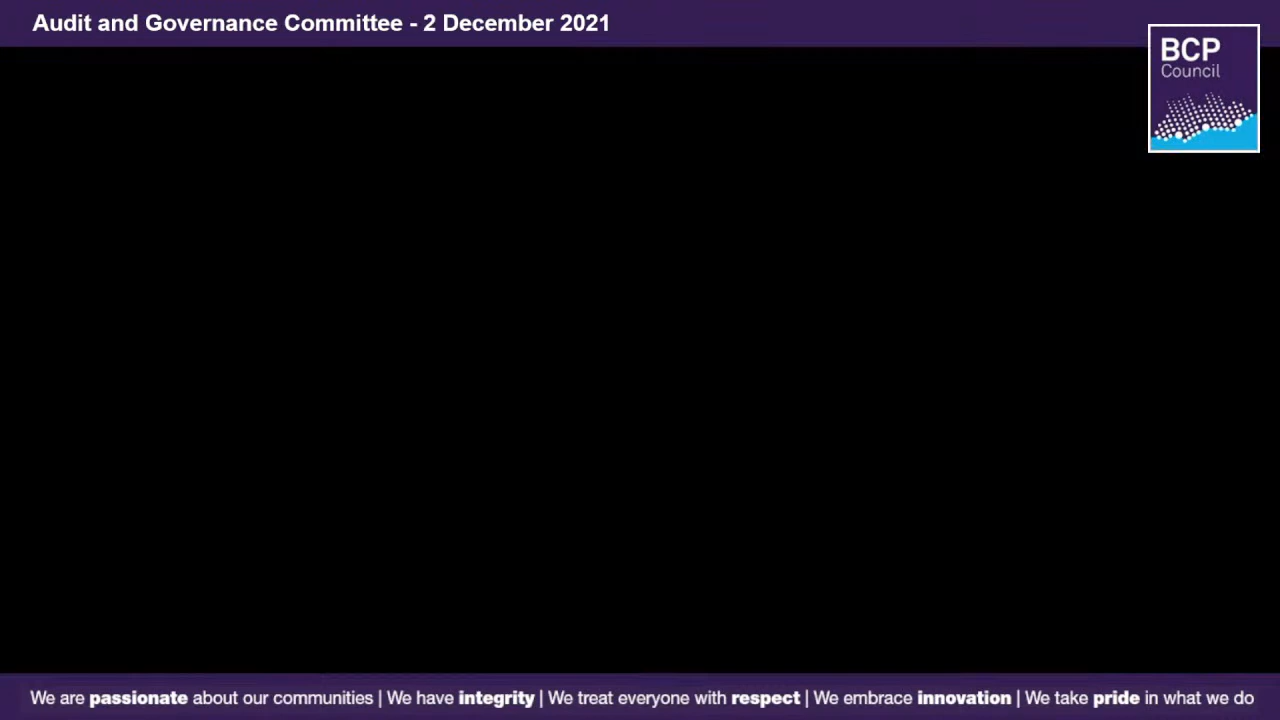 Audit and Governance Committee - 2 December 2021
BCP
Council
We are passionate about our communities | We have integrity | We treat everyone with respect | We embrace innovation | We take pride in what we do